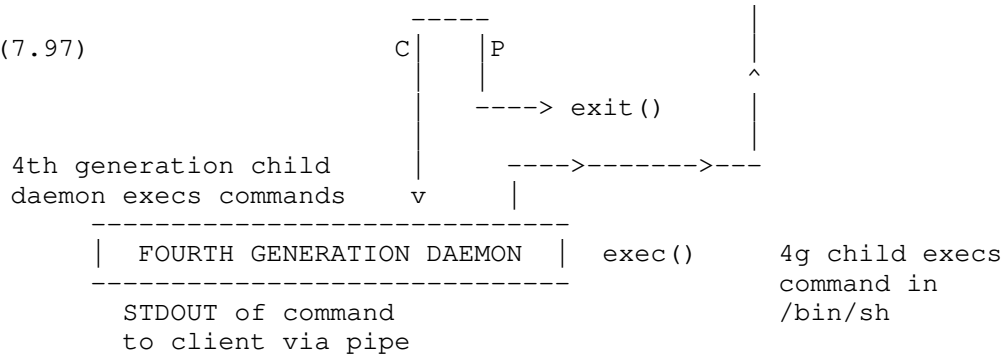 -----                 |
(7.97)                   C|   |P                |
|   |                ^
|   ----> exit()     |
|                    |
4th generation child     |     ---->------->---
daemon execs commands    v     |
------------------------------
|  FOURTH GENERATION DAEMON  |  exec()     4g child execs
------------------------------             command in
STDOUT of command                      /bin/sh
to client via pipe